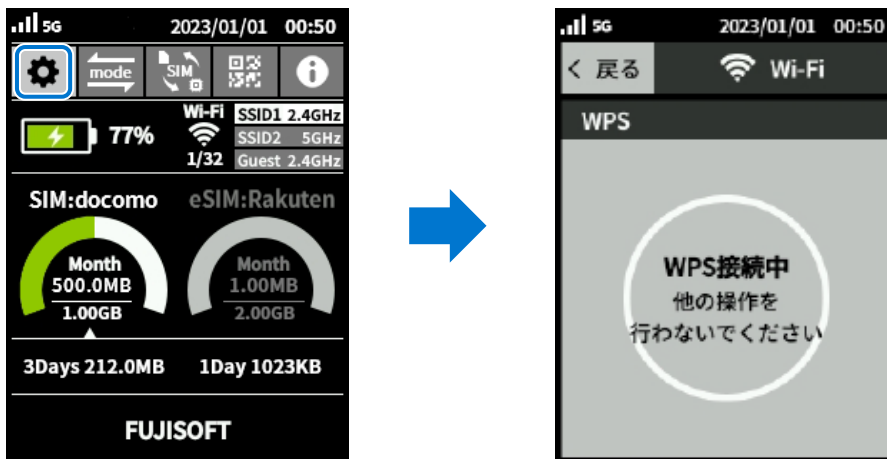 5G 2023/01/01 00:50
mode SIM
77% Wi-Fi 1/32
SSID1 2.4GHz
SSID2 5GHz
Guest 2.4GHz
SIM:docomo eSIM:Rakuten
Month Month
500.0MB 1.00MB
1.00GB 2.00GB
3Days 212.0MB 1Day 1023KB
FUJISOFT
5G 2023/01/01 00:50
< 戻る Wi-Fi
WPS
WPS接続中
他の操作を
行わないでください